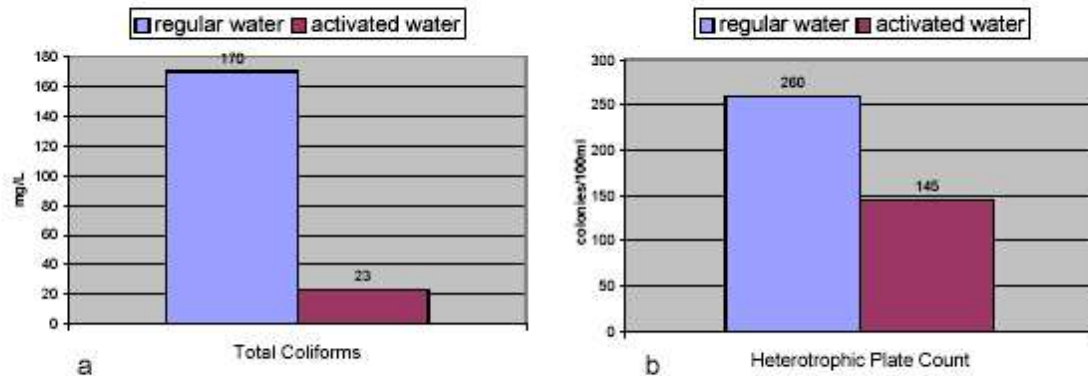 regular water activated water
180
160
140
120
100
80
60
40
20
0
mg/L
170
23
Total Coliforms
a
regular water activated water
300
250
200
150
100
50
0
colonies/100ml
260
145
Heterotrophic Plate Count
b